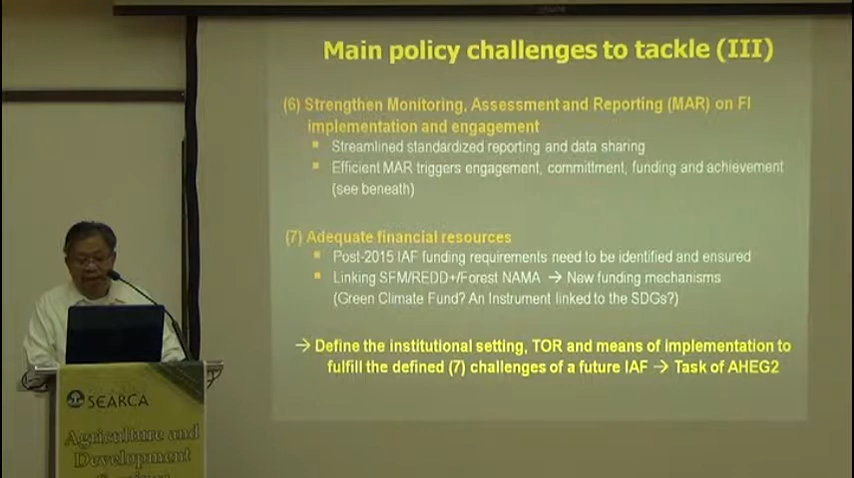 Main policy challenges to tackle (III)
(6) Strengthen Monitoring, Assessment and Reporting (MAR) on FI
implementation and engagement
Streamlined standardized reporting and data sharing
Efficient MAR triggers engagement, committment, funding and achievement
(see beneath)
(7) Adequate financial resources
Post-2015 IAF funding requirements need to be identified and ensured
Linking SFM/REDD+/Forest NAMA → New funding mechanisms
(Green Climate Fund? An Instrument linked to the SDGs?)
→ Define the institutional setting, TOR and means of implementation to
fulfill the defined (7) challenges of a future IAF → Task of AHEG2
SEARCA
Agriculture and
Development